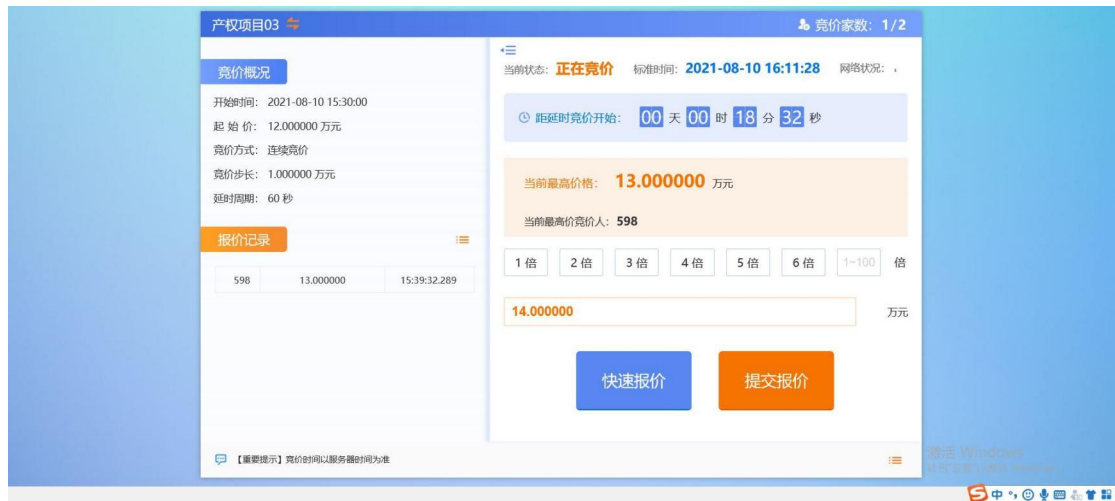 产权项目03
竞价家数：1/2
竞价概况
开始时间：2021-08-10 15:30:00
起 始 价：12.000000 万元
竞价方式：连续竞价
竞价步长：1.000000 万元
延时周期：60 秒
报价记录
598 13.000000 15:39:32.289
当前状态：正在竞价 标准时间：2021-08-10 16:11:28 网络状况：
距延时竞价开始：00 天 00 时 18 分 32 秒
当前最高价格：13.000000 万元
当前最高价竞价人：598
1 倍 2 倍 3 倍 4 倍 5 倍 6 倍 1~100 倍
14.000000 万元
快速报价 提交报价
【重要提示】竞价时间以服务器时间为准
激活 Windows
中